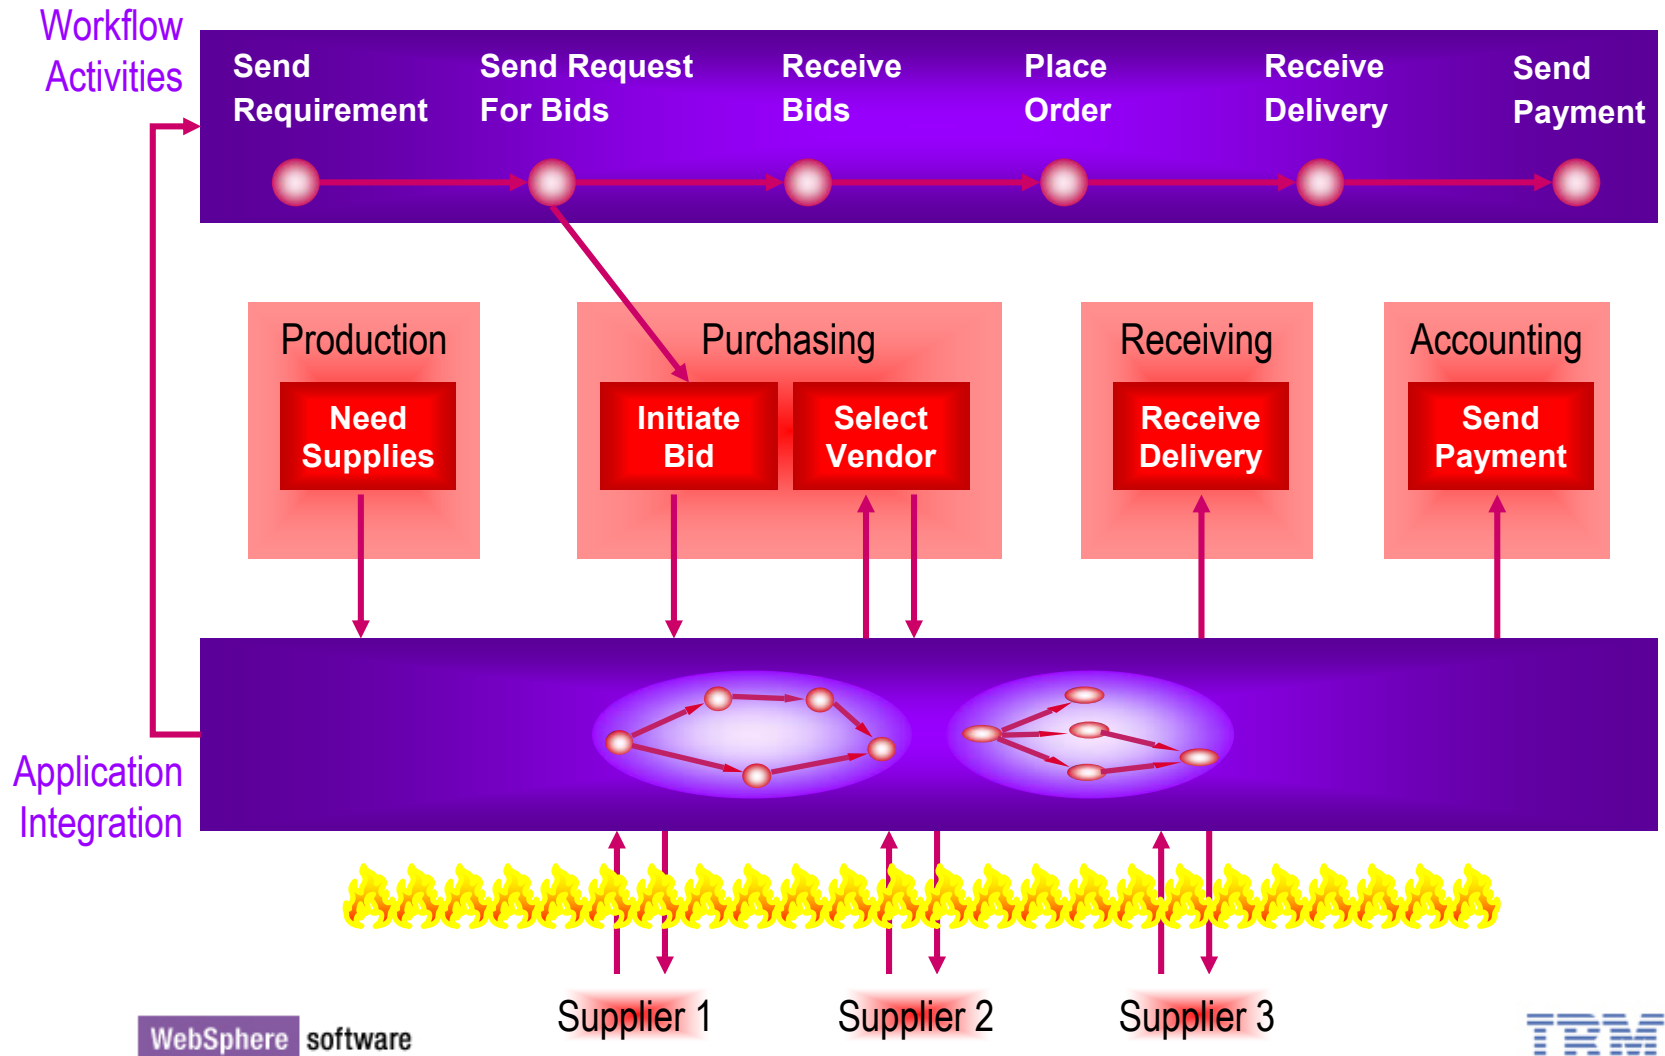 Workflow
Activities
Send
Requirement
Send Request
For Bids
Receive
Bids
Place
Order
Receive
Delivery
Send
Payment
Production
Purchasing
Receiving
Accounting
Need
Supplies
Initiate
Bid
Select
Vendor
Receive
Delivery
Send
Payment
Application
Integration
Supplier 1
Supplier 2
Supplier 3
WebSphere software
IBM